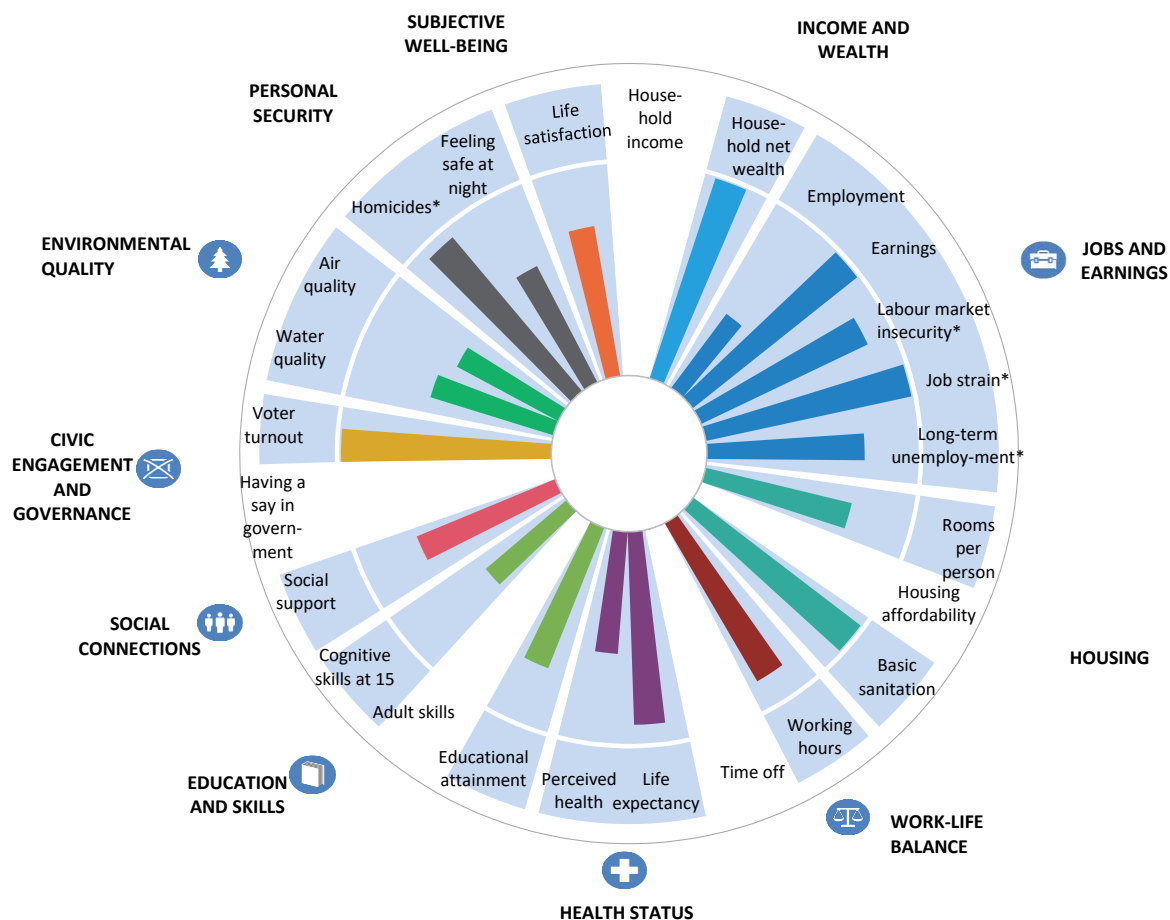 SUBJECTIVE
WELL-BEING
INCOME AND
WEALTH
PERSONAL
SECURITY
ENVIRONMENTAL
QUALITY
JOBS AND
EARNINGS
CIVIC
ENGAGEMENT
AND
GOVERNANCE
SOCIAL
CONNECTIONS
HOUSING
EDUCATION
AND SKILLS
WORK-LIFE
BALANCE
HEALTH STATUS
House-
hold
income
House-
hold net
wealth
Employment
Earnings
Labour market
insecurity*
Job strain*
Long-term
unemploy-ment*
Rooms
per
person
Housing
affordability
Basic
sanitation
Working
hours
Time off
Life
expectancy
Perceived
health
Educational
attainment
Adult skills
Cognitive
skills at 15
Social
support
Having a
say in
govern-
ment
Voter
turnout
Water
quality
Air
quality
Homicides*
Feeling
safe at
night
Life
satisfaction